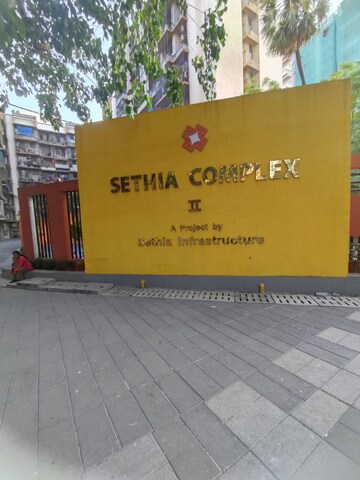 SETHIA COMPLEX
II
A Project by
Sethia Infrastructure